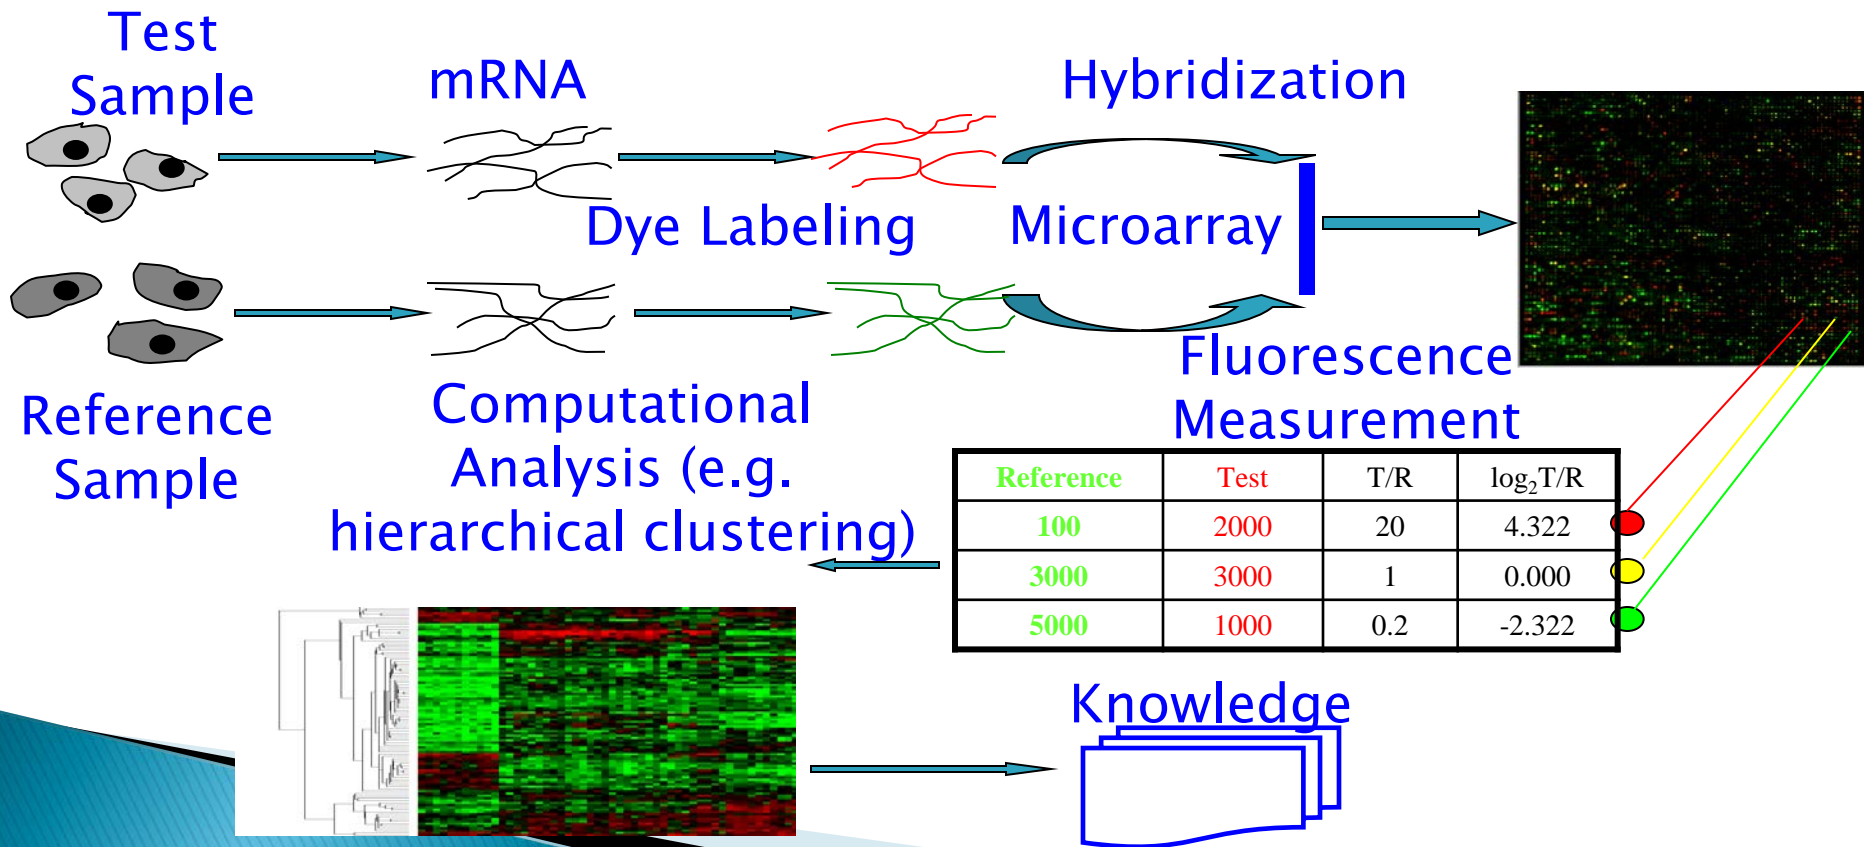 Test
Sample
mRNA
Hybridization
Dye Labeling
Microarray
Reference
Sample
Computational
Analysis (e.g.
hierarchical clustering)
Fluorescence
Measurement
Reference Test T/R log₂T/R
100 2000 20 4.322
3000 3000 1 0.000
5000 1000 0.2 -2.322
Knowledge